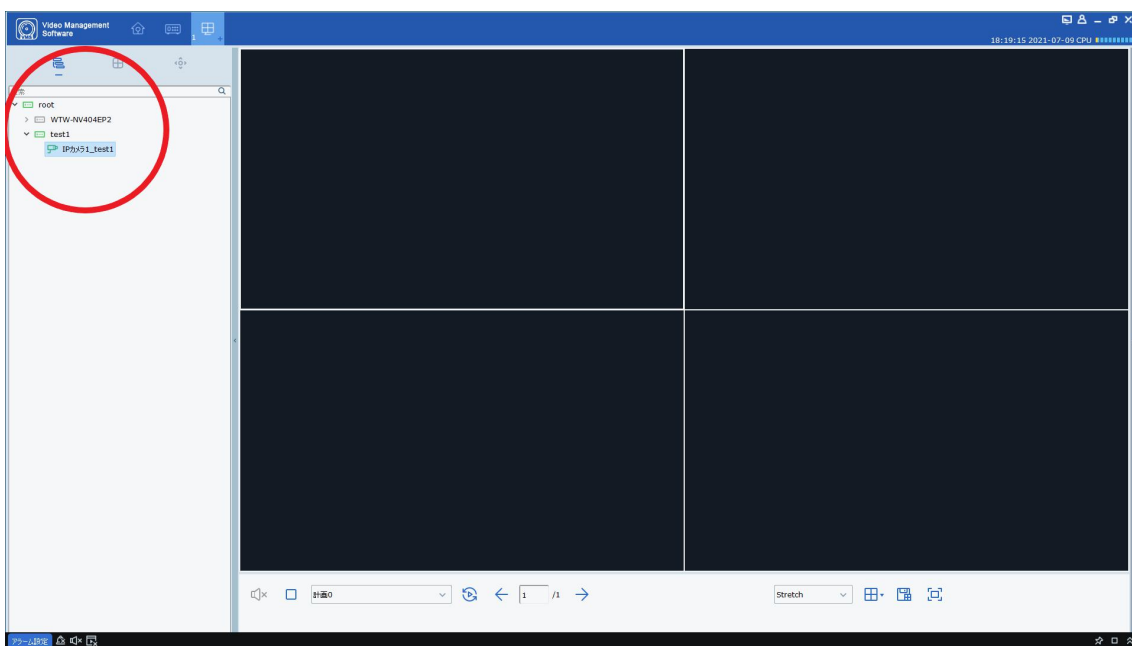 Video Management
Software
1
18:19:15 2021-07-09 CPU
root
WTW-NV404EP2
test1
IPカメラ1_test1
計画0
1 /1
Stretch
アラーム設定